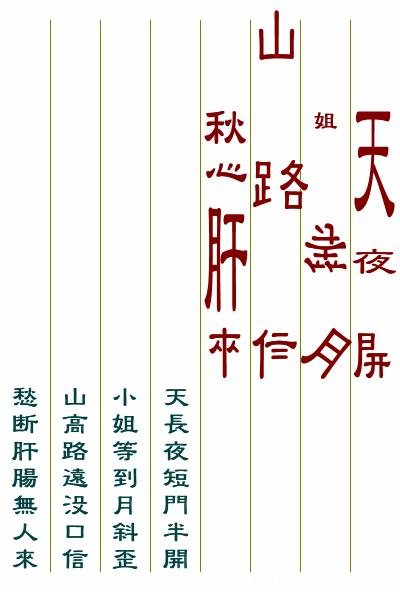 天夜
姐月
山路
秋心肝
天長夜短門半開
小姐等到月斜歪
山高路遠没口信
愁断肝腸無人來